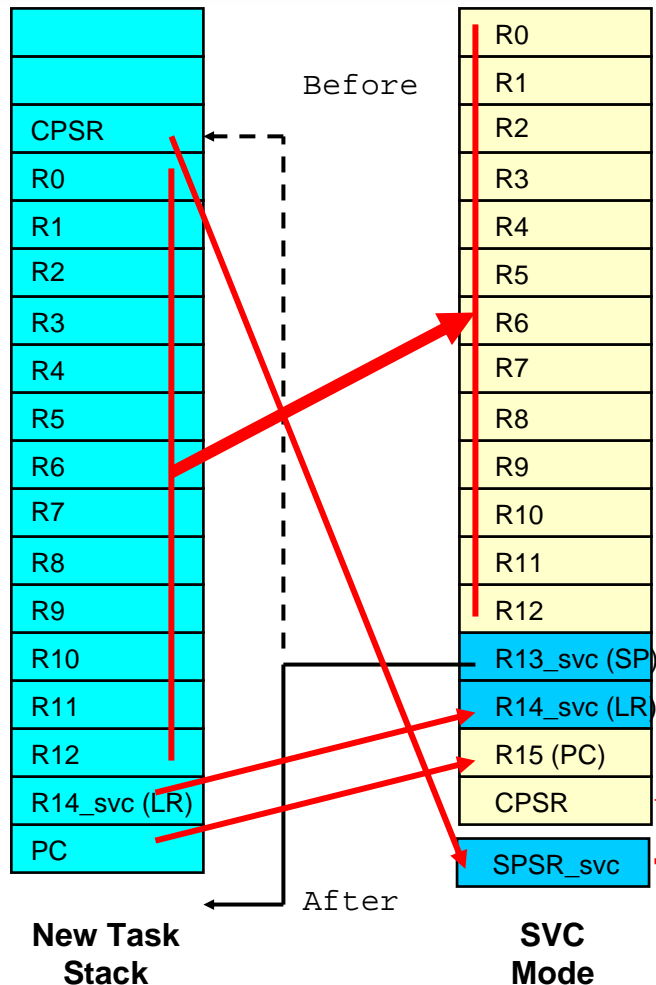 Before
CPSR
R0
R1
R2
R3
R4
R5
R6
R7
R8
R9
R10
R11
R12
R14_svc (LR)
PC
New Task
Stack
R0
R1
R2
R3
R4
R5
R6
R7
R8
R9
R10
R11
R12
R13_svc (SP)
R14_svc (LR)
R15 (PC)
CPSR
SPSR_svc
After
SVC
Mode